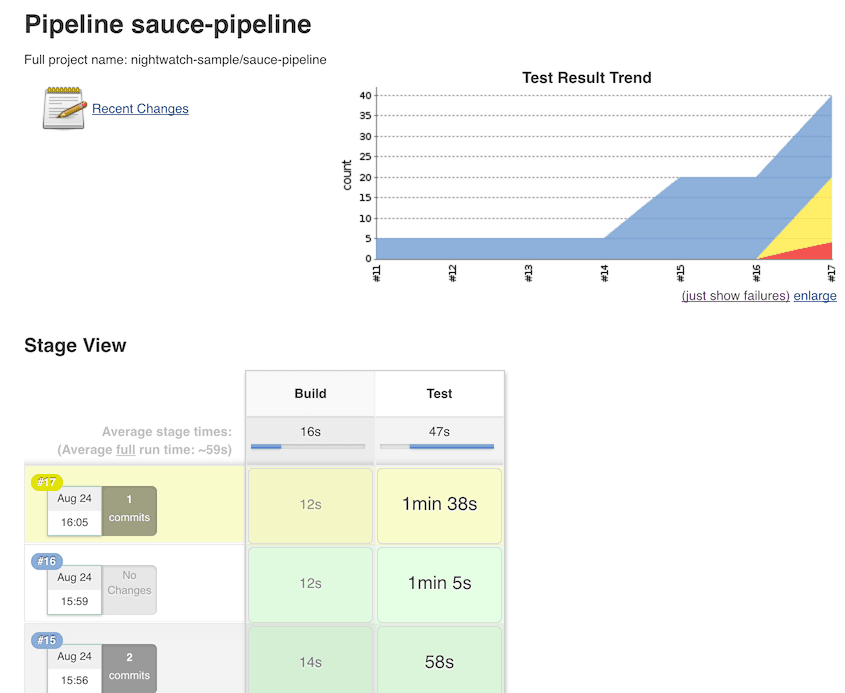 Pipeline sauce-pipeline
Full project name: nightwatch-sample/sauce-pipeline
Recent Changes
Test Result Trend
count
40
35
30
25
20
15
10
5
0
#11 #12 #13 #14 #15 #16 #17
(just show failures) enlarge
Stage View
Build Test
Average stage times: 16s 47s
(Average full run time: ~59s)
#17
Aug 24 1
16:05 commits
12s 1min 38s
#16
Aug 24 No
15:59 Changes
12s 1min 5s
#15
Aug 24 2
15:56 commits
14s 58s